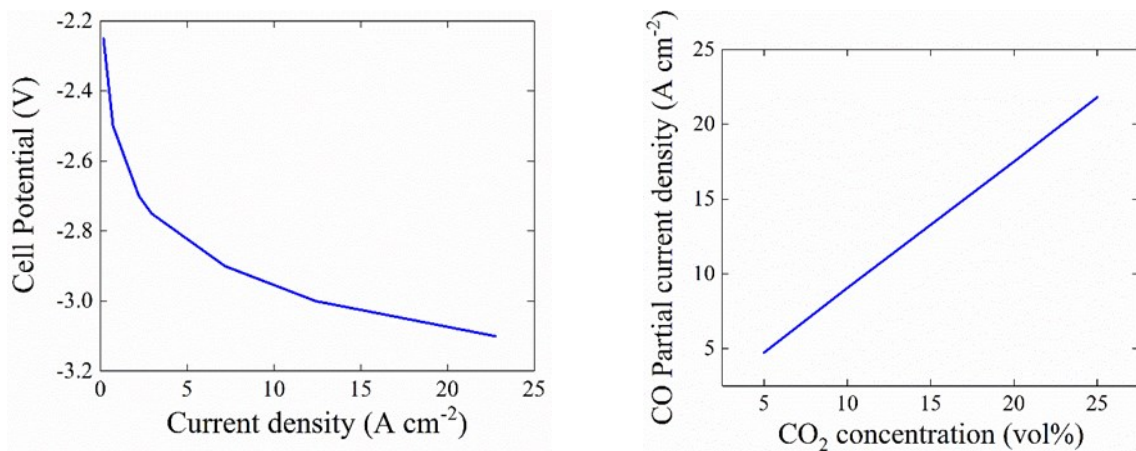 -2.2
-2.4
-2.6
-2.8
-3.0
-3.2
Cell Potential (V)
0 5 10 15 20 25
Current density (A cm-2)
25
20
15
10
5
CO Partial current density (A cm-2)
5 10 15 20 25
CO2 concentration (vol%)